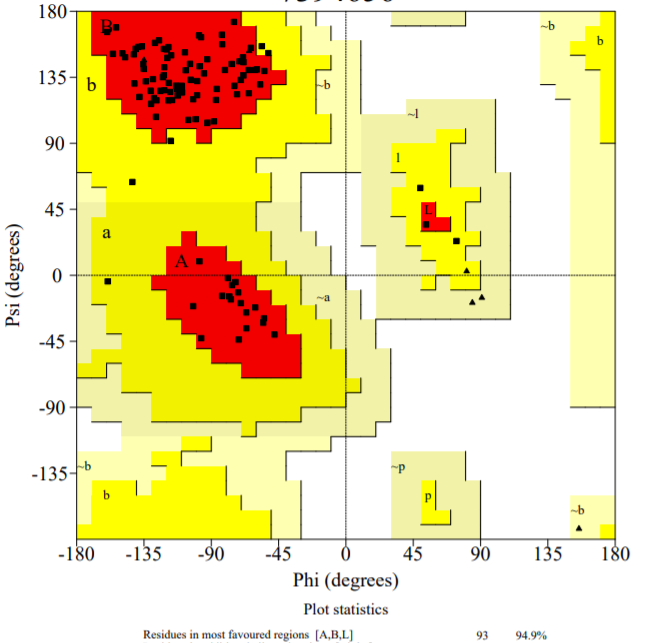 180
135
90
45
0
-45
-90
-135
Psi (degrees)
B
b
a
A
~b
b
~b
~a
~l
l
L
~b
b
~p
p
~b
-180 -135 -90 -45 0 45 90 135 180
Phi (degrees)
Plot statistics
Residues in most favoured regions [A,B,L] 93 94.9%